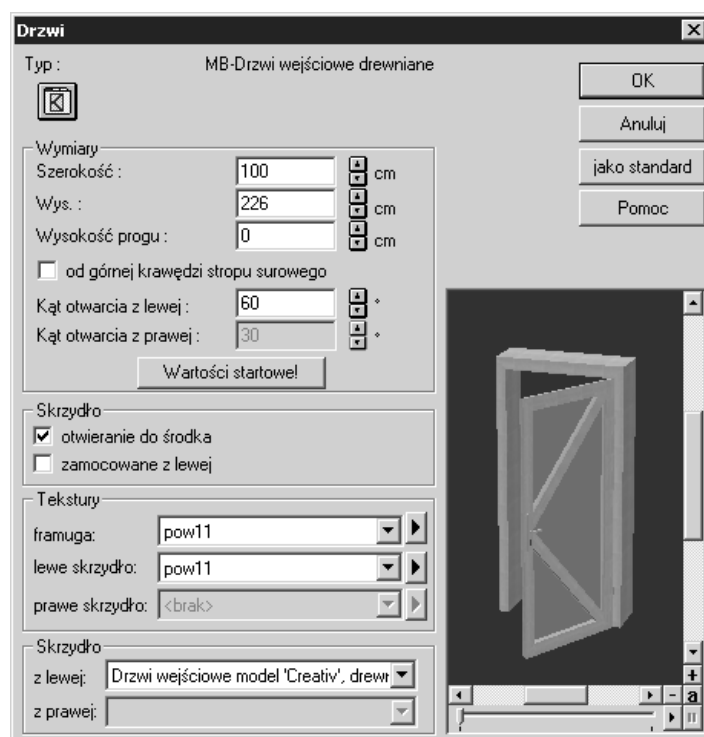 Drzwi
Typ : MB-Drzwi wejściowe drewniane
OK
Anuluj
jako standard
Pomoc
Wymiary
Szerokość : 100 cm
Wys. : 226 cm
Wysokość progu : 0 cm
od górnej krawędzi stropu surowego
Kąt otwarcia z lewej : 60 °
Kąt otwarcia z prawej : 30 °
Wartości startowe!
Skrzydło
otwieranie do środka
zamocowane z lewej
Tekstury
framuga: pow11
lewe skrzydło: pow11
prawe skrzydło: <brak>
Skrzydło
z lewej: Drzwi wejściowe model 'Creativ', drewr
z prawej:
+
- a